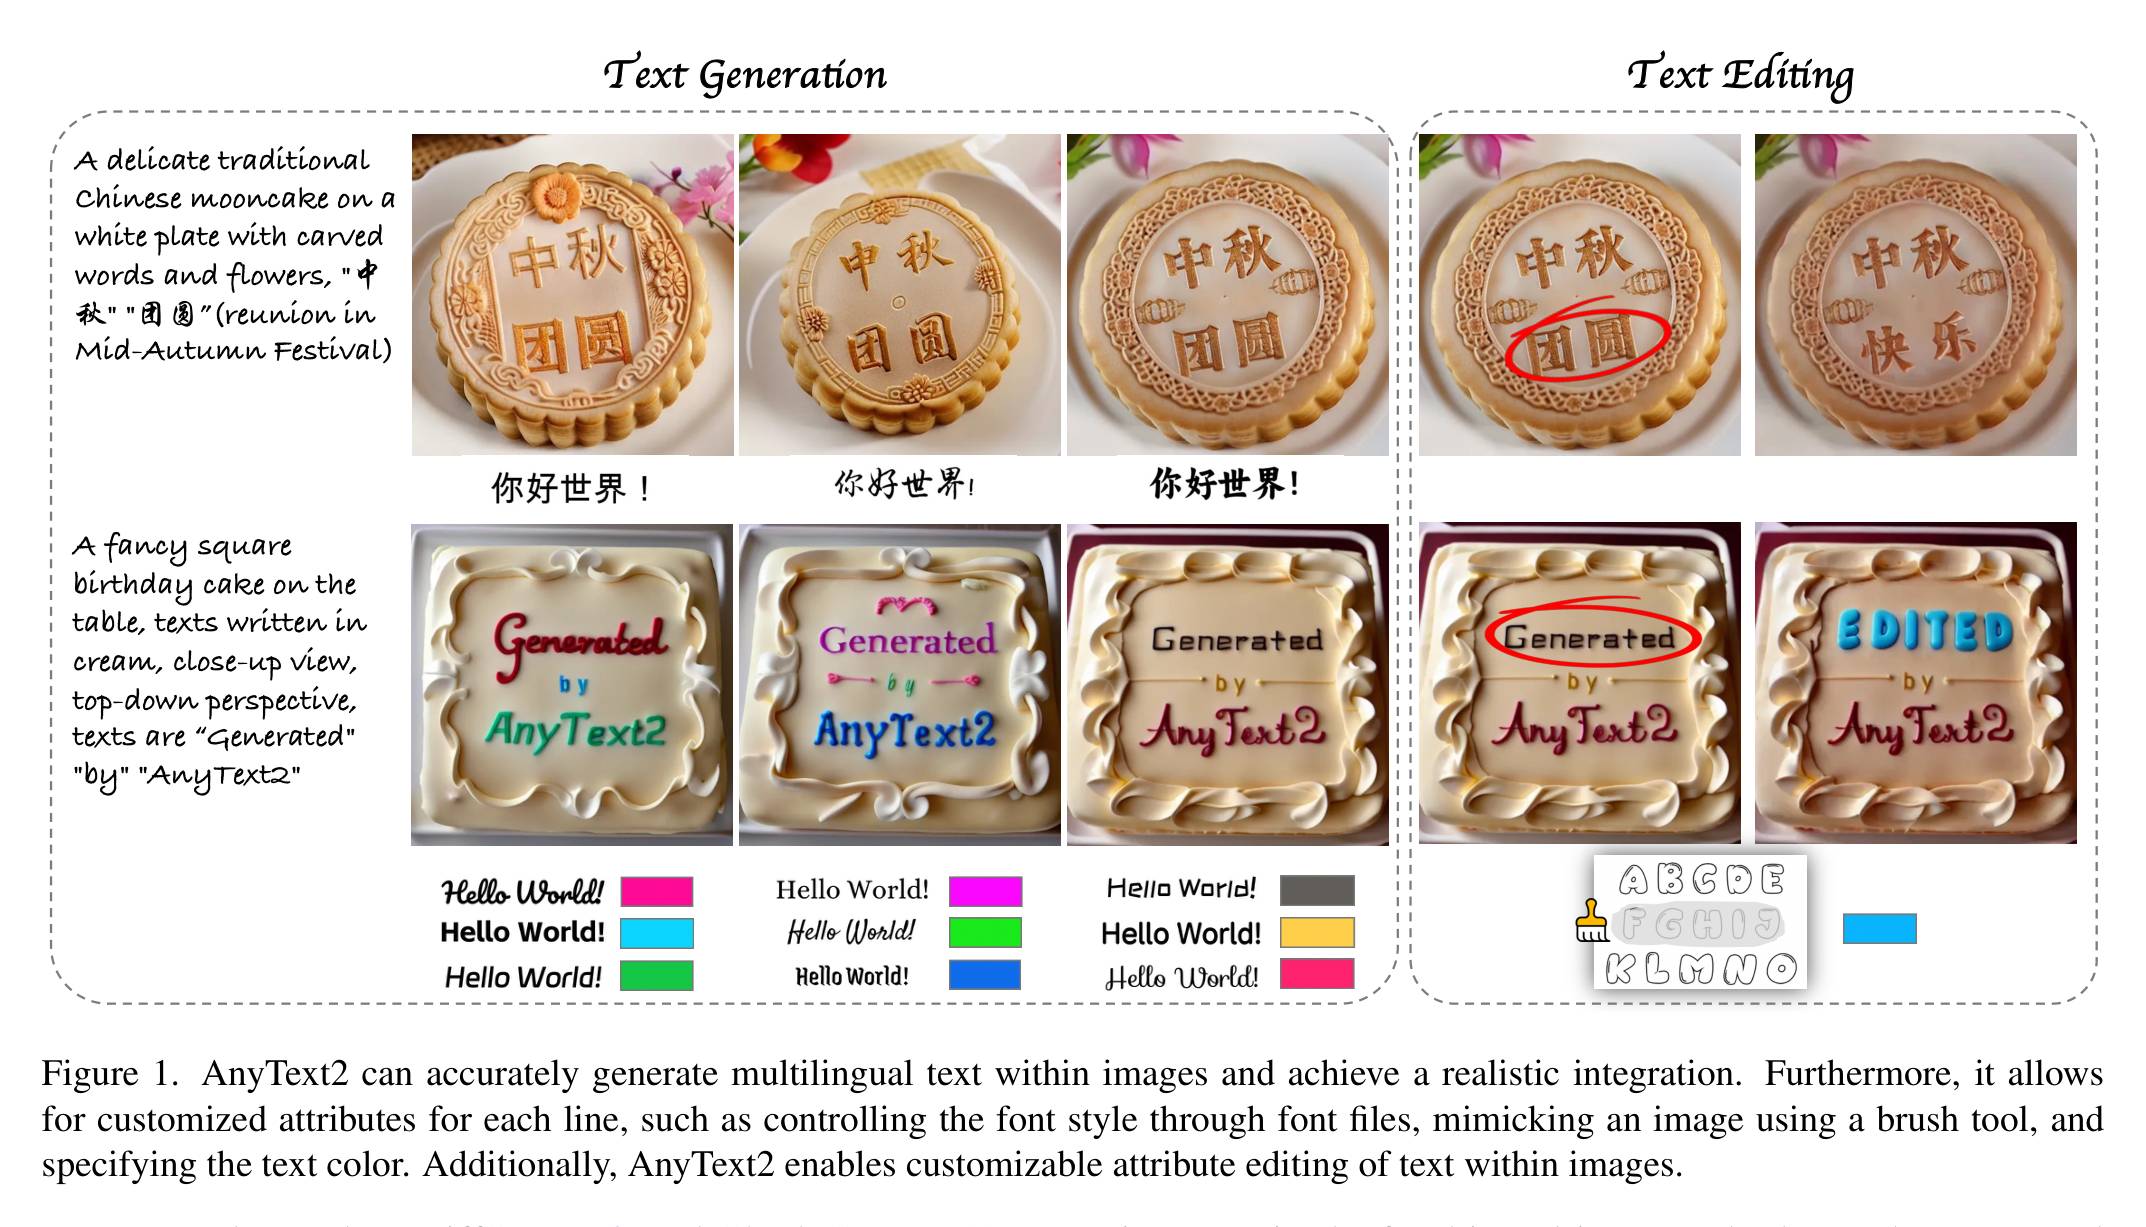 Text Generation
Text Editing
A delicate traditional
Chinese mooncake on a
white plate with carved
words and flowers, "中
秋" "团圆"(reunion in
Mid-Autumn Festival)
中秋
团圆
中秋
团圆
中秋
团圆
中秋
团圆
中秋
快乐
你好世界！
你好世界!
你好世界!
A fancy square
birthday cake on the
table, texts written in
cream, close-up view,
top-down perspective,
texts are “Generated"
"by" "AnyText2"
Generated
by
AnyText2
Generated
by
AnyText2
Generated
by
AnyText2
Generated
by
AnyText2
EDITED
by
AnyText2
Hello World!
Hello World!
Hello World!
Hello World!
Hello World!
Hello World!
Hello World!
Hello World!
Hello World!
ABCDE
FGHIJ
KLMNO
Figure 1. AnyText2 can accurately generate multilingual text within images and achieve a realistic integration. Furthermore, it allows
for customized attributes for each line, such as controlling the font style through font files, mimicking an image using a brush tool, and
specifying the text color. Additionally, AnyText2 enables customizable attribute editing of text within images.